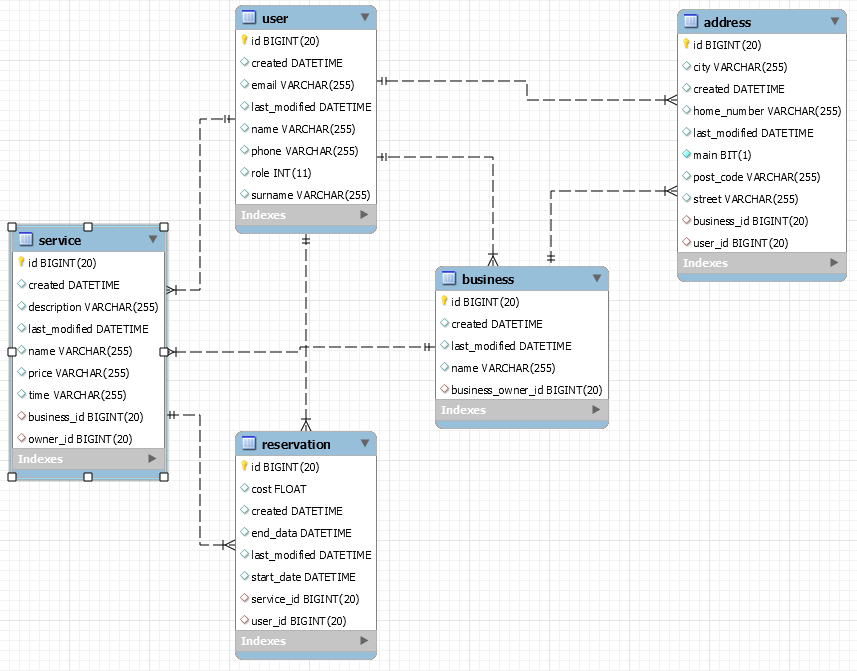 user
id BIGINT(20)
created DATETIME
email VARCHAR(255)
last_modified DATETIME
name VARCHAR(255)
phone VARCHAR(255)
role INT(11)
surname VARCHAR(255)
Indexes
address
id BIGINT(20)
city VARCHAR(255)
created DATETIME
home_number VARCHAR(255)
last_modified DATETIME
main BIT(1)
post_code VARCHAR(255)
street VARCHAR(255)
business_id BIGINT(20)
user_id BIGINT(20)
Indexes
service
id BIGINT(20)
created DATETIME
description VARCHAR(255)
last_modified DATETIME
name VARCHAR(255)
price VARCHAR(255)
time VARCHAR(255)
business_id BIGINT(20)
owner_id BIGINT(20)
Indexes
business
id BIGINT(20)
created DATETIME
last_modified DATETIME
name VARCHAR(255)
business_owner_id BIGINT(20)
Indexes
reservation
id BIGINT(20)
cost FLOAT
created DATETIME
end_data DATETIME
last_modified DATETIME
start_date DATETIME
service_id BIGINT(20)
user_id BIGINT(20)
Indexes